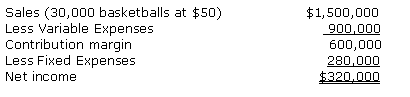 Sales (30,000 basketballs at $50) $1,500,000
Less Variable Expenses 900,000
Contribution margin 600,000
Less Fixed Expenses 280,000
Net income $320,000